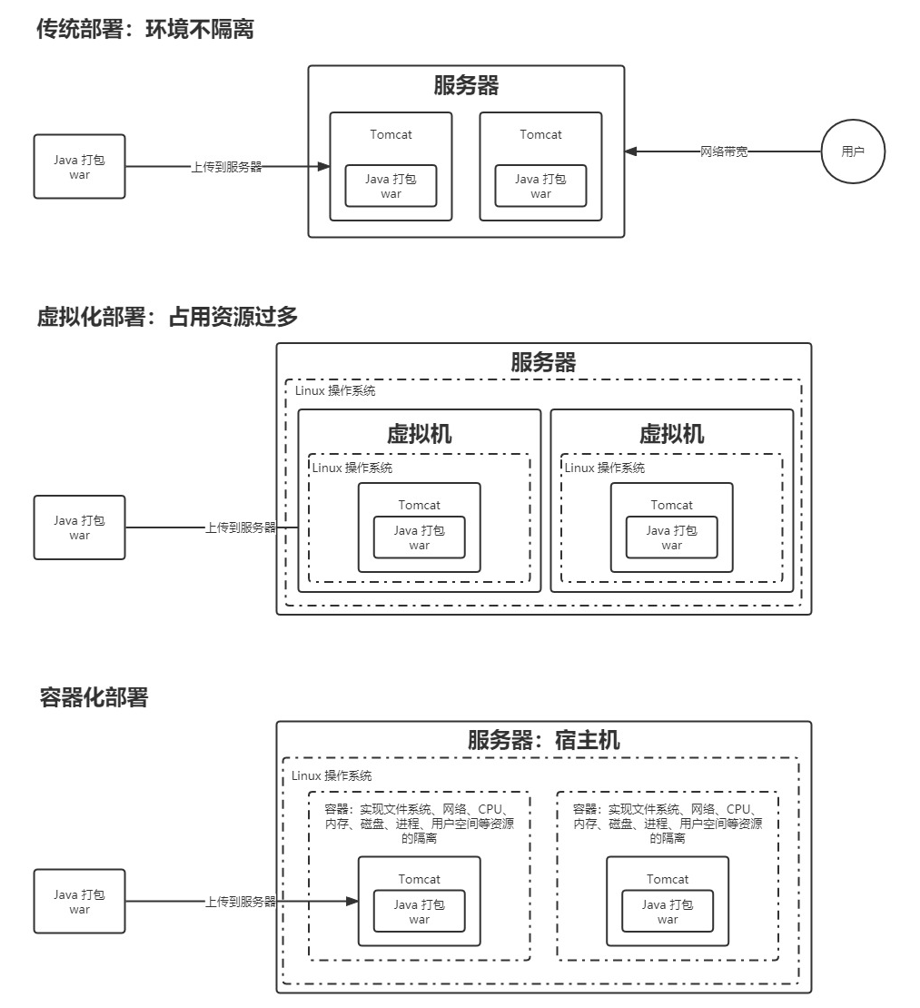 传统部署：环境不隔离
服务器
Tomcat
Tomcat
Java 打包
war
上传到服务器
Java 打包
war
Java 打包
war
网络带宽
用户
虚拟化部署：占用资源过多
服务器
Linux 操作系统
虚拟机
虚拟机
Linux 操作系统
Linux 操作系统
Tomcat
Tomcat
Java 打包
war
上传到服务器
Java 打包
war
Java 打包
war
容器化部署
服务器：宿主机
Linux 操作系统
容器：实现文件系统、网络、CPU、
内存、磁盘、进程、用户空间等资源
的隔离
容器：实现文件系统、网络、CPU、
内存、磁盘、进程、用户空间等资源
的隔离
Tomcat
Tomcat
Java 打包
war
上传到服务器
Java 打包
war
Java 打包
war